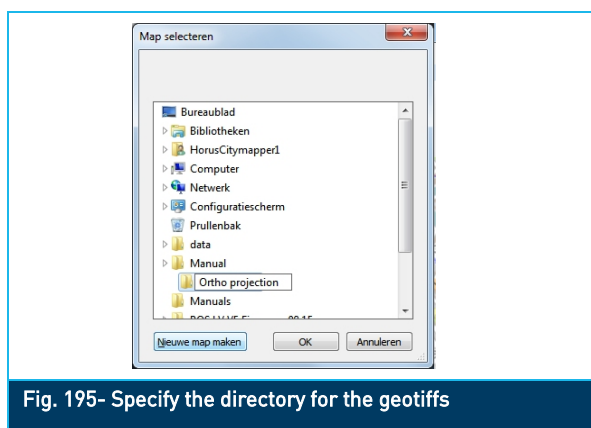 Map selecteren
Bureaublad
Bibliotheken
HorusCitymapper1
Computer
Netwerk
Configuratiescherm
Prullenbak
data
Manual
Ortho projection
Manuals
Nieuwe map maken
OK
Annuleren
Fig. 195- Specify the directory for the geotiffs